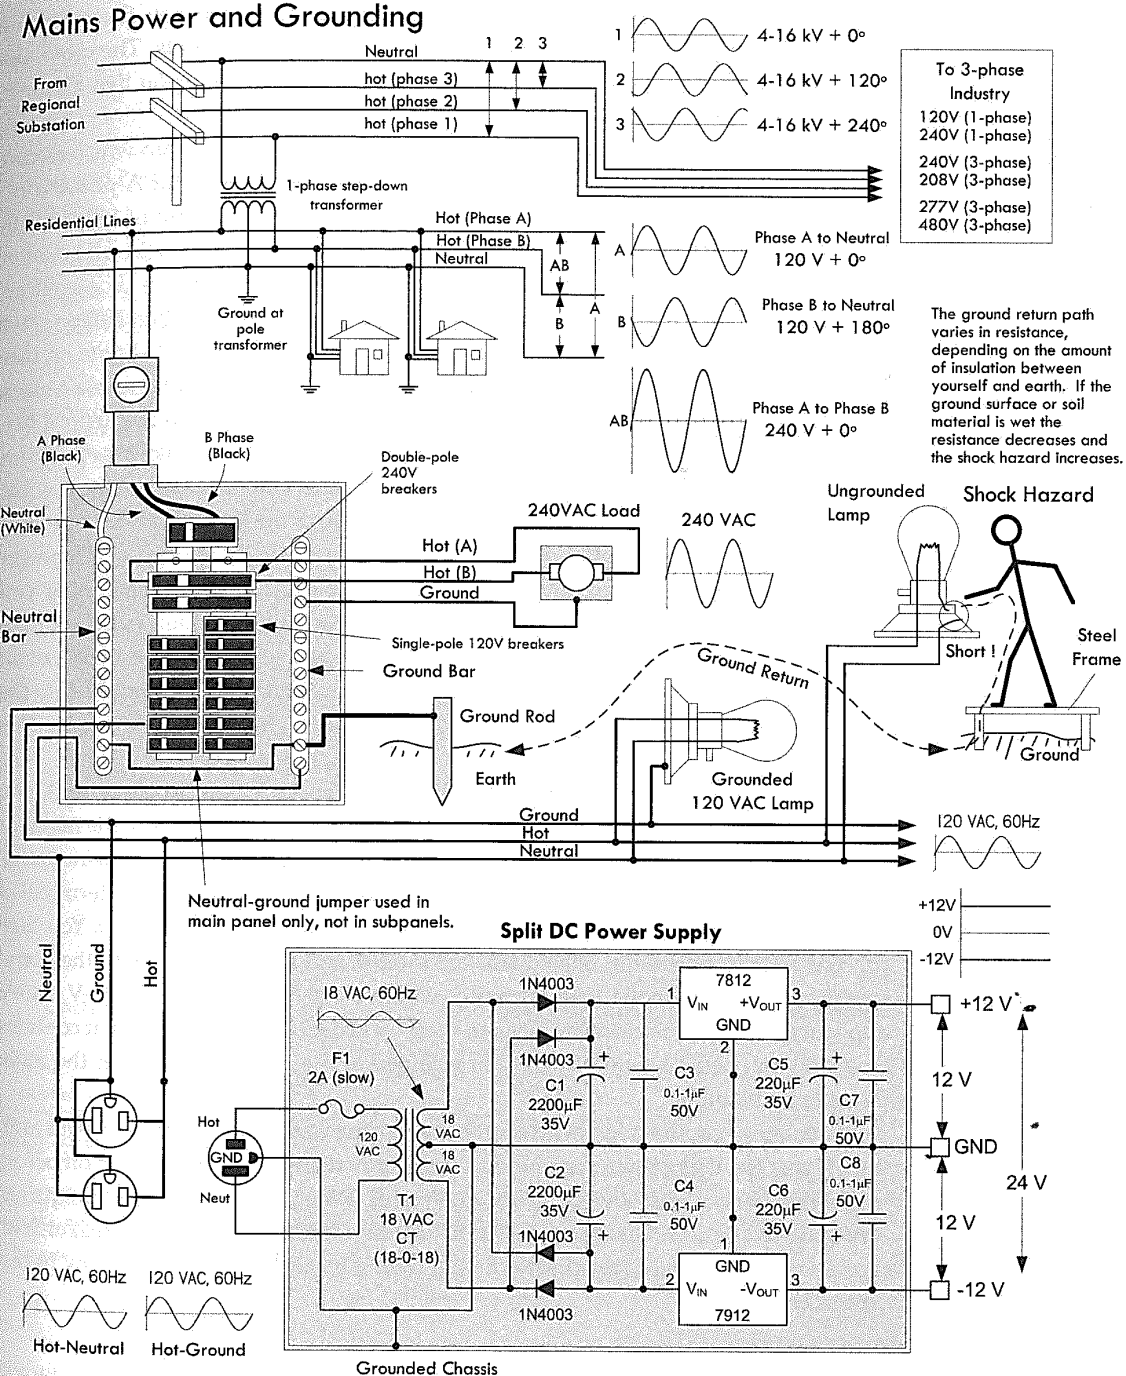 Mains Power and Grounding
From
Regional
Substation
Neutral
hot (phase 3)
hot (phase 2)
hot (phase 1)
1 2 3
1
4-16 kV + 0º
2
4-16 kV + 120º
3
4-16 kV + 240º
To 3-phase
Industry
120V (1-phase)
240V (1-phase)
240V (3-phase)
208V (3-phase)
277V (3-phase)
480V (3-phase)
1-phase step-down
transformer
Residential Lines
Hot (Phase A)
Hot (Phase B)
Neutral
AB
B
A
Ground at
pole
transformer
A
Phase A to Neutral
120 V + 0º
B
Phase B to Neutral
120 V + 180º
AB
Phase A to Phase B
240 V + 0º
The ground return path
varies in resistance,
depending on the amount
of insulation between
yourself and earth. If the
ground surface or soil
material is wet the
resistance decreases and
the shock hazard increases.
A Phase
(Black)
B Phase
(Black)
Neutral
(White)
Double-pole
240V
breakers
240VAC Load
240 VAC
Hot (A)
Hot (B)
Ground
Ungrounded
Lamp
Shock Hazard
Short !
Steel
Frame
Neutral
Bar
Single-pole 120V breakers
Ground Bar
Ground Return
Ground Rod
Earth
Ground
Grounded
120 VAC Lamp
Ground
Hot
Neutral
120 VAC, 60Hz
Neutral-ground jumper used in
main panel only, not in subpanels.
Neutral
Ground
Hot
Split DC Power Supply
+12V
0V
-12V
18 VAC, 60Hz
F1
2A (slow)
Hot
GND
Neut
120
VAC
18
VAC
18
VAC
T1
18 VAC
CT
(18-0-18)
1N4003
1N4003
C1
2200µF
35V
+
C2
2200µF
35V
+
1N4003
1N4003
C3
0.1-1µF
50V
C4
0.1-1µF
50V
7812
1
VIN
+VOUT
3
GND
2
C5
220µF
35V
+
C6
220µF
35V
+
C7
0.1-1µF
50V
C8
0.1-1µF
50V
1
GND
2
VIN
-VOUT
3
7912
+12 V
12 V
GND
24 V
12 V
-12 V
120 VAC, 60Hz
Hot-Neutral
120 VAC, 60Hz
Hot-Ground
Grounded Chassis